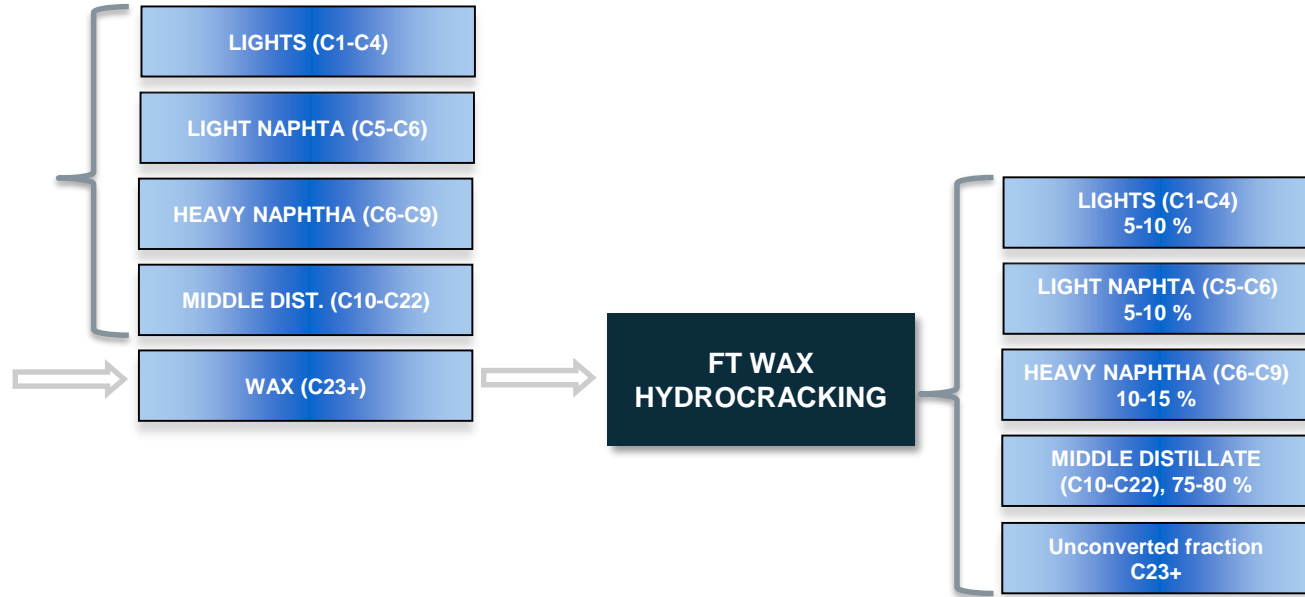 LIGHTS (C1-C4)
LIGHT NAPHTA (C5-C6)
HEAVY NAPHTHA (C6-C9)
MIDDLE DIST. (C10-C22)
WAX (C23+)
FT WAX
HYDROCRACKING
LIGHTS (C1-C4)
5-10 %
LIGHT NAPHTA (C5-C6)
5-10 %
HEAVY NAPHTHA (C6-C9)
10-15 %
MIDDLE DISTILLATE
(C10-C22), 75-80 %
Unconverted fraction
C23+